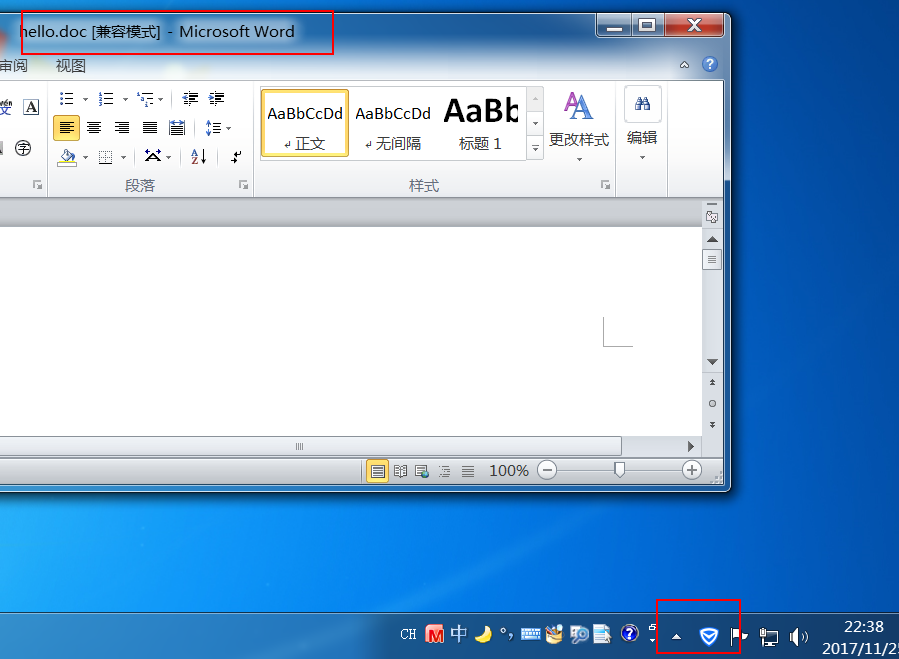 hello.doc [兼容模式] - Microsoft Word
审阅 视图
A
字
AaBbCcDd AaBbCcDd AaBb
正文 无间隔 标题 1 更改样式 编辑
段落 样式
100%
CH M 中
22:38
2017/11/25